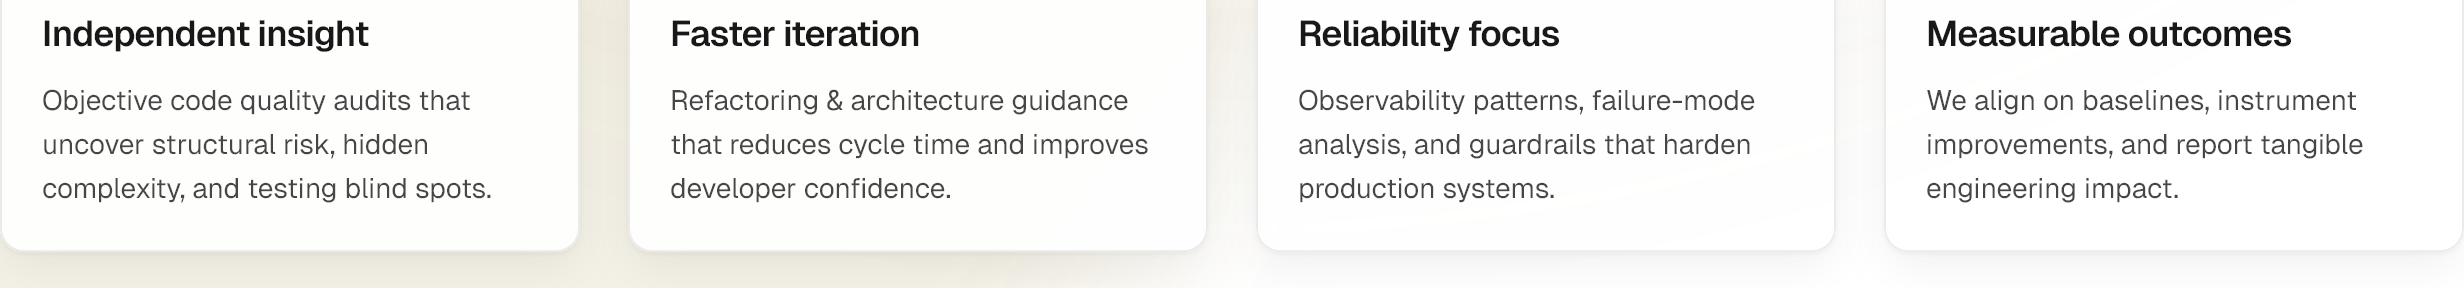 Independent insight
Objective code quality audits that
uncover structural risk, hidden
complexity, and testing blind spots.
Faster iteration
Refactoring & architecture guidance
that reduces cycle time and improves
developer confidence.
Reliability focus
Observability patterns, failure-mode
analysis, and guardrails that harden
production systems.
Measurable outcomes
We align on baselines, instrument
improvements, and report tangible
engineering impact.